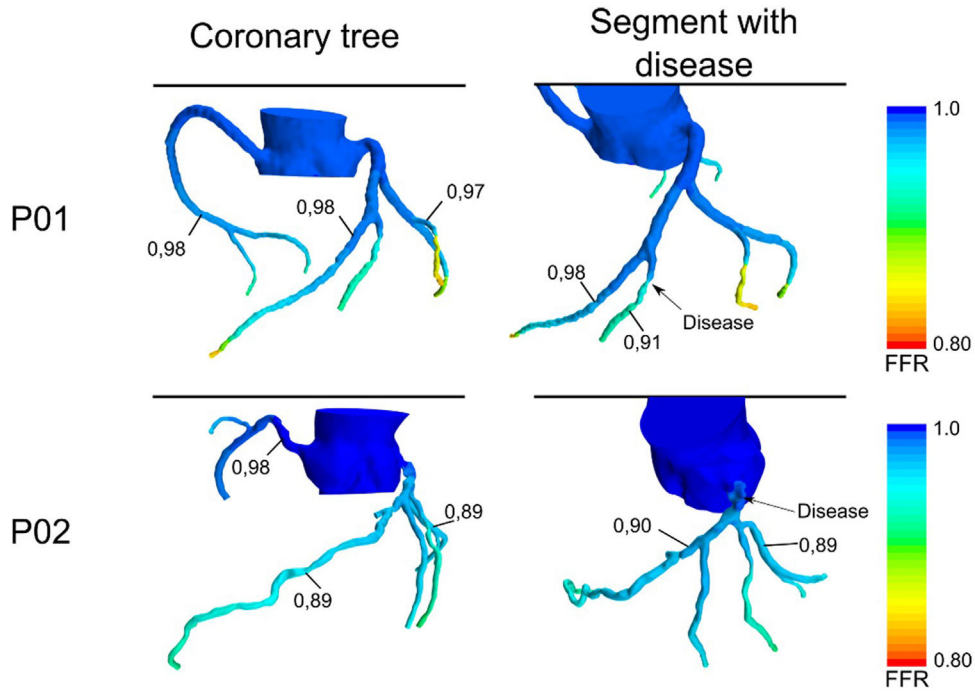 Coronary tree
Segment with
disease
P01
0,98
0,98
0,97
0,98
0,91
Disease
1.0
0.80
FFR
P02
0,98
0,89
0,89
0,90
Disease
0,89
1.0
0.80
FFR